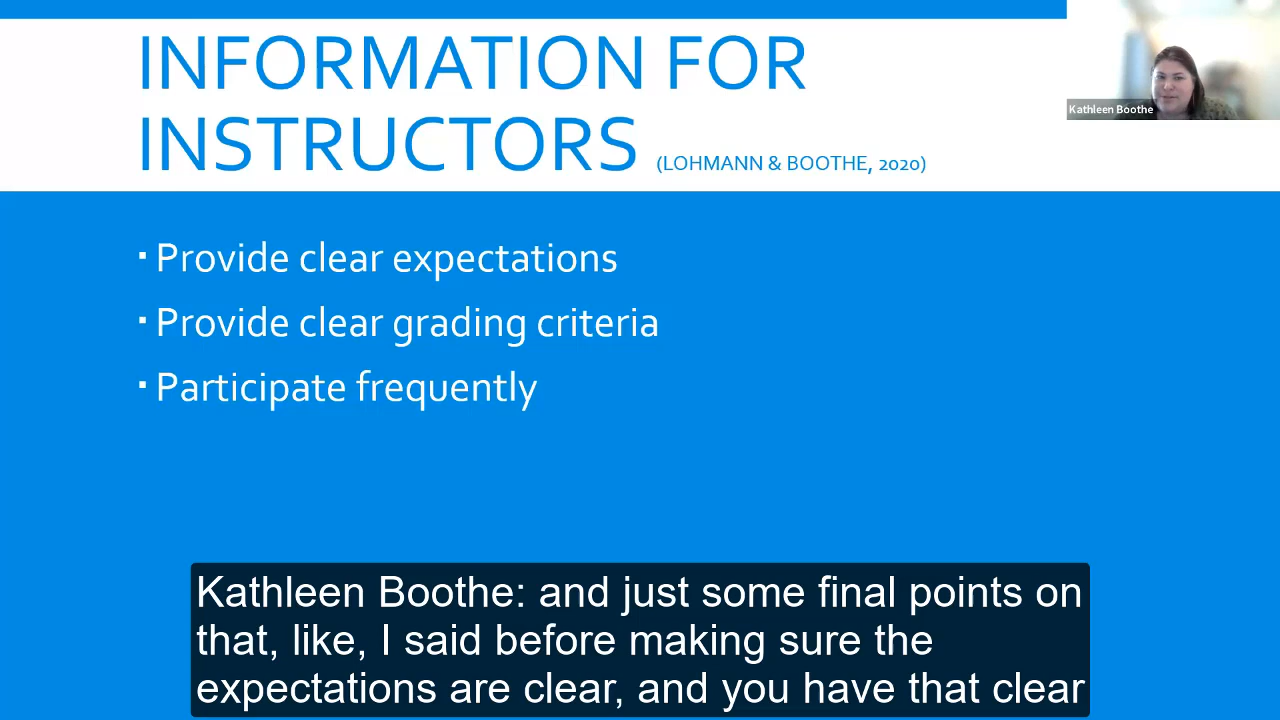 INFORMATION FOR
INSTRUCTORS (LOHMANN & BOOTHE, 2020)
Kathleen Boothe
▪ Provide clear expectations
▪ Provide clear grading criteria
▪ Participate frequently
Kathleen Boothe: and just some final points on
that, like, I said before making sure the
expectations are clear, and you have that clear